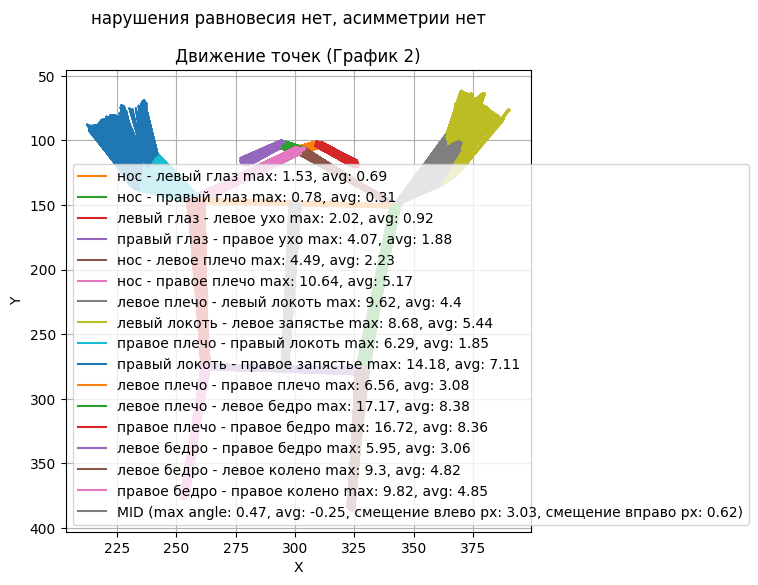 нарушения равновесия нет, асимметрии нет
Движение точек (График 2)
50
100
150
200
250
300
350
400
Y
нос - левый глаз max: 1.53, avg: 0.69
нос - правый глаз max: 0.78, avg: 0.31
левый глаз - левое ухо max: 2.02, avg: 0.92
правый глаз - правое ухо max: 4.07, avg: 1.88
нос - левое плечо max: 4.49, avg: 2.23
нос - правое плечо max: 10.64, avg: 5.17
левое плечо - левый локоть max: 9.62, avg: 4.4
левый локоть - левое запястье max: 8.68, avg: 5.44
правое плечо - правый локоть max: 6.29, avg: 1.85
правый локоть - правое запястье max: 14.18, avg: 7.11
левое плечо - правое плечо max: 6.56, avg: 3.08
левое плечо - левое бедро max: 17.17, avg: 8.38
правое плечо - правое бедро max: 16.72, avg: 8.36
левое бедро - правое бедро max: 5.95, avg: 3.06
левое бедро - левое колено max: 9.3, avg: 4.82
правое бедро - правое колено max: 9.82, avg: 4.85
MID (max angle: 0.47, avg: -0.25, смещение влево px: 3.03, смещение вправо px: 0.62)
225 250 275 300 325 350 375
X